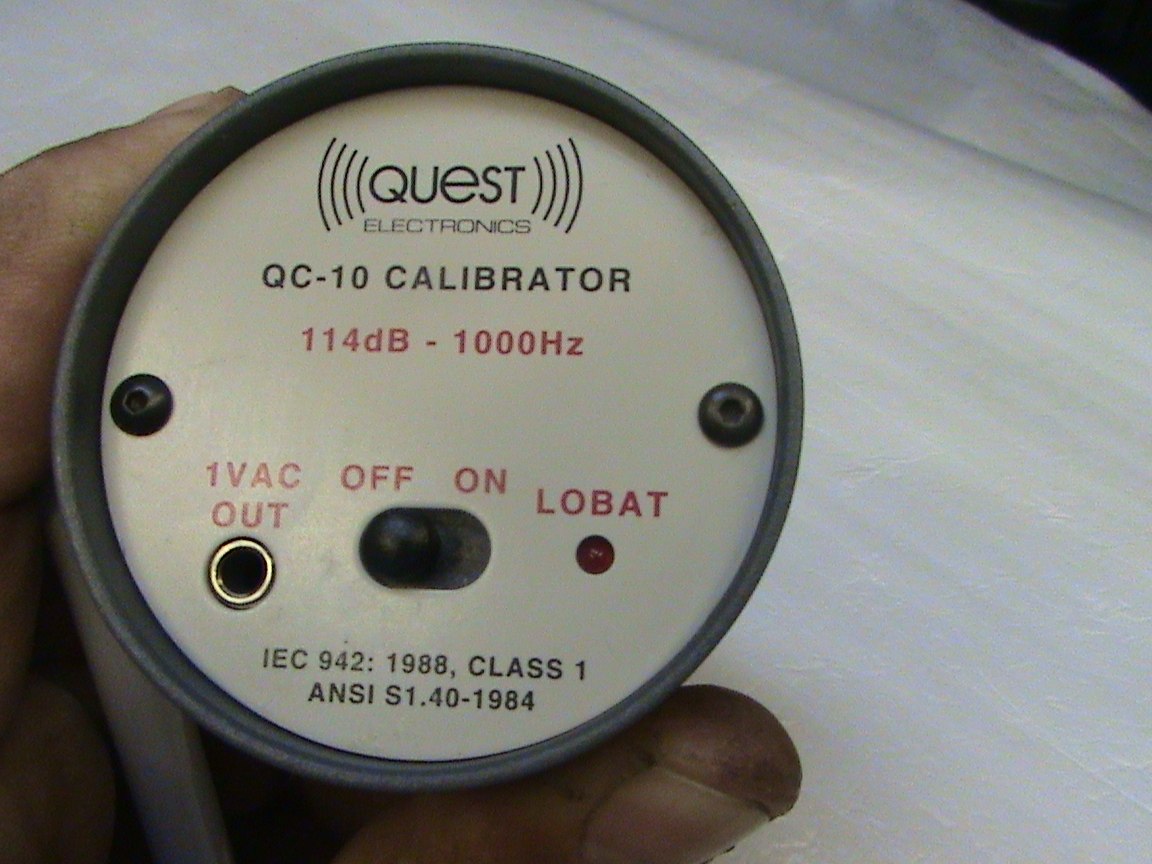 QUEST
ELECTRONICS
QC-10 CALIBRATOR
114dB - 1000Hz
1VAC OUT
OFF ON
LOBAT
IEC 942: 1988, CLASS 1
ANSI S1.40-1984